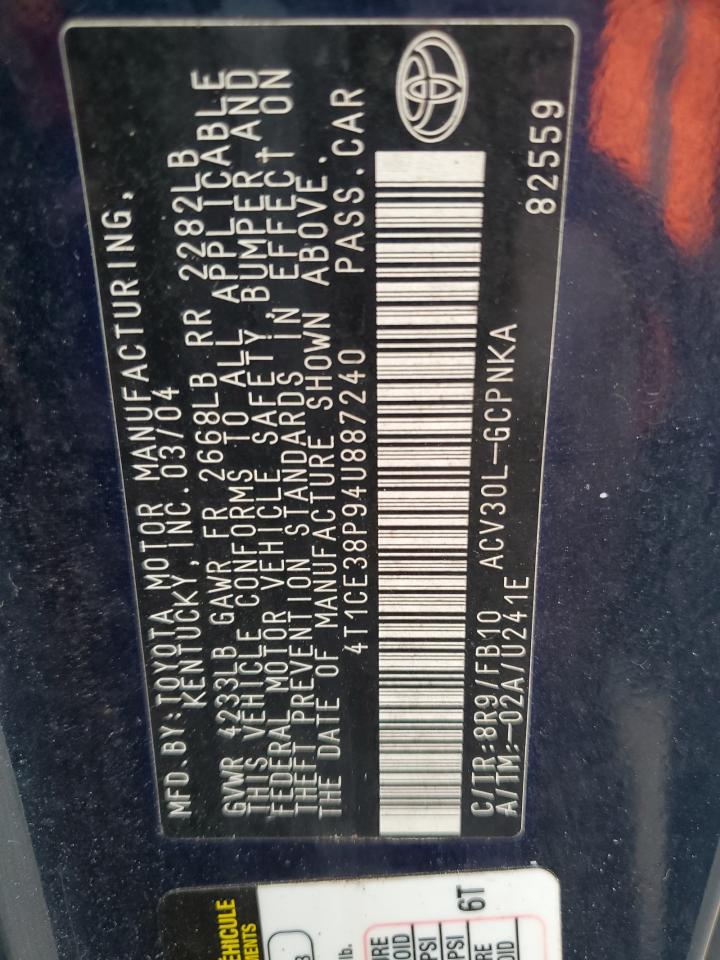 MFD.BY:TOYOTA MOTOR MANUFACTURING,
KENTUCKY,INC.03/04
GVWR 4233LB GAWR FR 2668LB RR 2282LB
THIS VEHICLE CONFORMS TO ALL APPLICABLE
FEDERAL MOTOR VEHICLE SAFETY, BUMPER AND
THEFT PREVENTION STANDARDS IN EFFECT ON
THE DATE OF MANUFACTURE SHOWN ABOVE.
4T1CE38P94U887240 PASS.CAR
C/TR:8R9/FB10 ACV30L-GCPNKA
A/TM:-02A/U241E 82559
6T
PSI
PSI